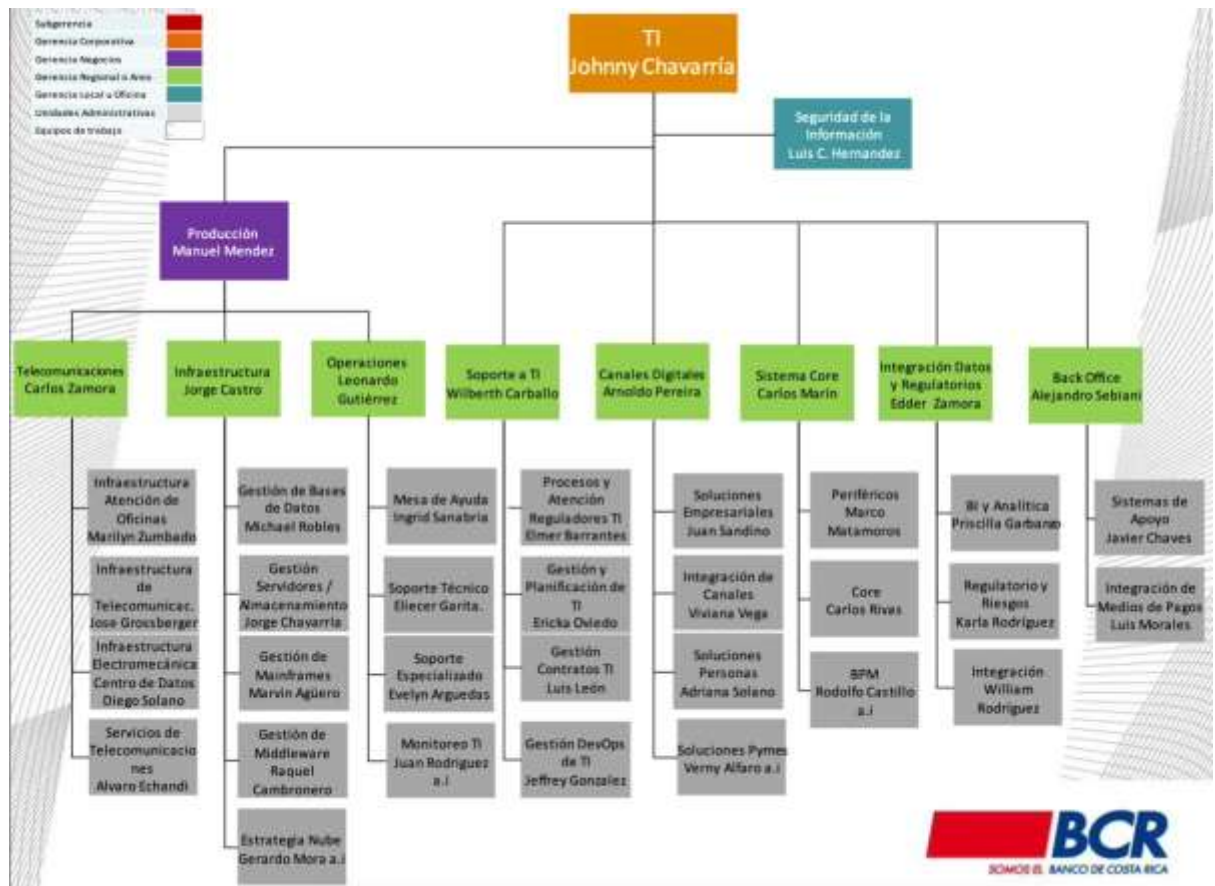 Subgerencia
Gerencia Corporativa
Gerencia Negocios
Gerencia Regional o Area
Gerencia Local u Oficina
Unidades Administrativas
Equipos de trabajo
TI
Johnny Chavarría
Seguridad de la
Información
Luis C. Hernandez
Producción
Manuel Mendez
Telecomunicaciones
Carlos Zamora
Infraestructura
Jorge Castro
Operaciones
Leonardo
Gutiérrez
Soporte a TI
Wilberth Carballo
Canales Digitales
Arnoldo Pereira
Sistema Core
Carlos Marín
Integración Datos
y Regulatorios
Edder Zamora
Back Office
Alejandro Sebiani
Infraestructura
Atención de
Oficinas
Marilyn Zumbado
Infraestructura
de
Telecomunicac.
Jose Grossberger
Infraestructura
Electromecánica
Centro de Datos
Diego Solano
Servicios de
Telecomunicacio
nes
Alvaro Echandi
Gestión de Bases
de Datos
Michael Robles
Gestión
Servidores /
Almacenamiento
Jorge Chavarría
Gestión de
Mainframes
Marvin Agüero
Gestión de
Middleware
Raquel
Cambronero
Estrategia Nube
Gerardo Mora a.i
Mesa de Ayuda
Ingrid Sanabria
Soporte Técnico
Eliecer Garita.
Soporte
Especializado
Evelyn Arguedas
Monitoreo TI
Juan Rodriguez
a.i
Procesos y
Atención
Reguladores TI
Elmer Barrantes
Gestión y
Planificación de
TI
Ericka Oviedo
Gestión
Contratos TI
Luis León
Gestión DevOps
de TI
Jeffrey Gonzalez
Soluciones
Empresariales
Juan Sandino
Integración de
Canales
Viviana Vega
Soluciones
Personas
Adriana Solano
Soluciones Pymes
Verny Alfaro a.i
Periféricos
Marco
Matamoros
Core
Carlos Rivas
BPM
Rodolfo Castillo
a.i
BI y Analítica
Priscilla Garbanzo
Regulatorio y
Riesgos
Karla Rodríguez
Integración
William
Rodríguez
Sistemas de
Apoyo
Javier Chaves
Integración de
Medios de Pagos
Luis Morales
BCR
SOMOS EL BANCO DE COSTA RICA